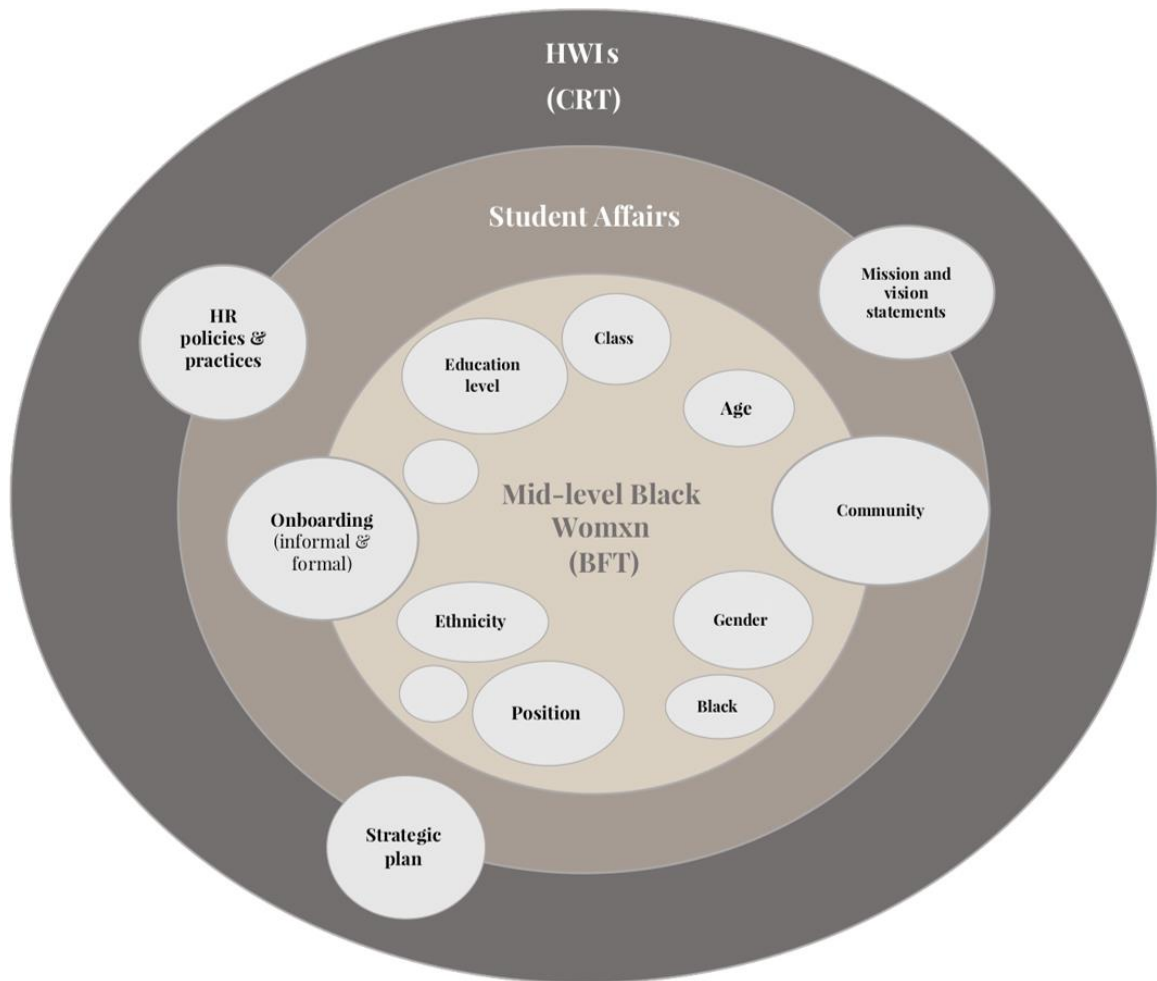 HWIs
(CRT)
Student Affairs
Mission and
vision
statements
HR
policies &
practices
Class
Education
level
Age
Mid-level Black
Womxn
(BFT)
Community
Onboarding
(informal &
formal)
Ethnicity
Gender
Black
Position
Strategic
plan